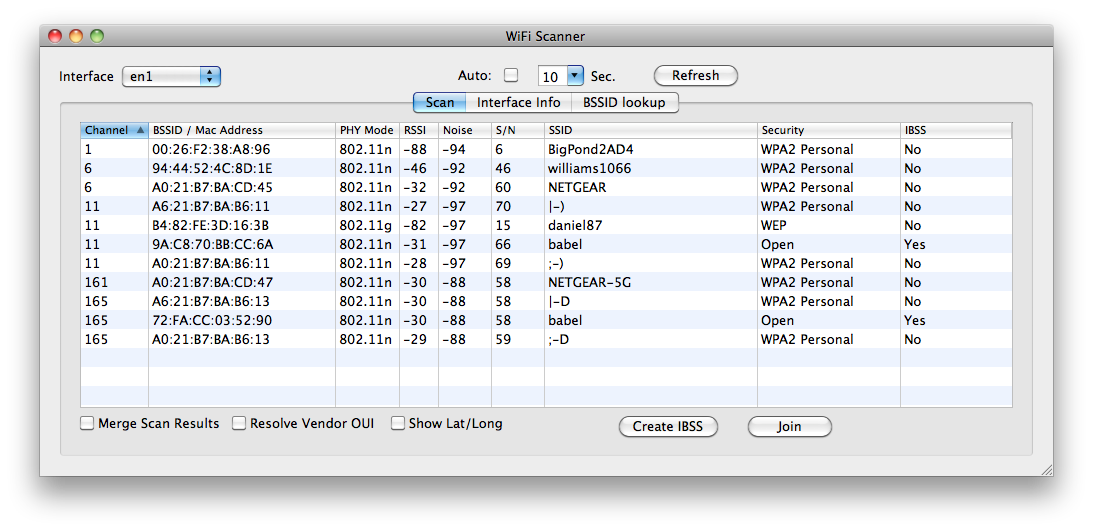 WiFi Scanner
Interface en1 Auto: 10 Sec. Refresh
Scan Interface Info BSSID lookup
Channel BSSID / Mac Address PHY Mode RSSI Noise S/N SSID Security IBSS
1 00:26:F2:38:A8:96 802.11n -88 -94 6 BigPond2AD4 WPA2 Personal No
6 94:44:52:4C:8D:1E 802.11n -46 -92 46 williams1066 WPA2 Personal No
6 A0:21:B7:BA:CD:45 802.11n -32 -92 60 NETGEAR WPA2 Personal No
11 A6:21:B7:BA:B6:11 802.11n -27 -97 70 |-) WPA2 Personal No
11 B4:82:FE:3D:16:3B 802.11g -82 -97 15 daniel87 WEP No
11 9A:C8:70:BB:CC:6A 802.11n -31 -97 66 babel Open Yes
11 A0:21:B7:BA:B6:11 802.11n -28 -97 69 ;-) WPA2 Personal No
161 A0:21:B7:BA:CD:47 802.11n -30 -88 58 NETGEAR-5G WPA2 Personal No
165 A6:21:B7:BA:B6:13 802.11n -30 -88 58 |-D WPA2 Personal No
165 72:FA:CC:03:52:90 802.11n -30 -88 58 babel Open Yes
165 A0:21:B7:BA:B6:13 802.11n -29 -88 59 ;-D WPA2 Personal No
Merge Scan Results Resolve Vendor OUI Show Lat/Long Create IBSS Join